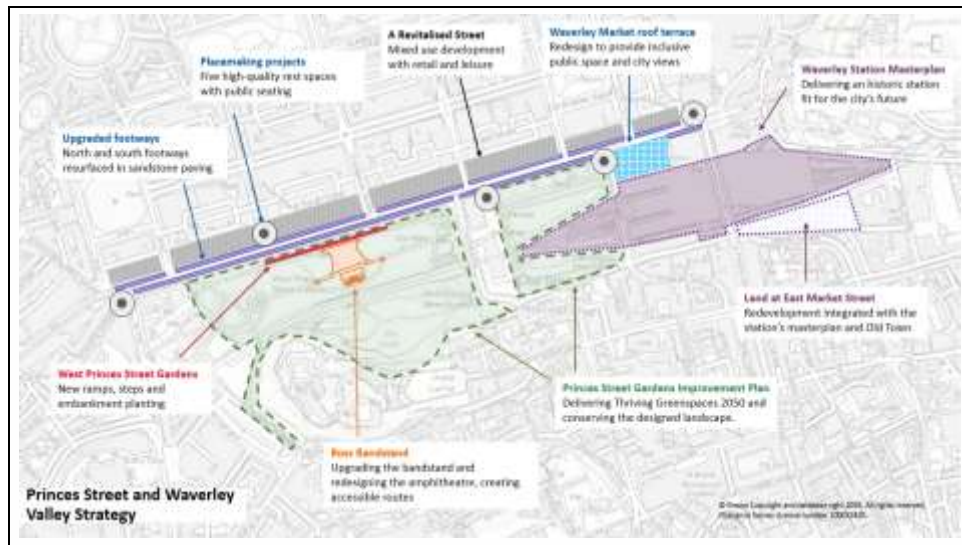 A Revitalised Street
Mixed use development
with retail and leisure
Waverley Market roof terrace
Redesign to provide inclusive
public space and city views
Placemaking projects
Five high-quality rest spaces
with public seating
Waverley Station Masterplan
Delivering an historic station
fit for the city's future
Upgraded footways
North and south footways
resurfaced in sandstone paving
Land at East Market Street
Redevelopment integrated with the
station's masterplan and Old Town
West Princes Street Gardens
New ramps, steps and
embankment planting
Princes Street Gardens Improvement Plan
Delivering Thriving Greenspaces 2050 and
conserving the designed landscape.
Ross Bandstand
Upgrading the bandstand and
redesigning the amphitheatre, creating
accessible routes
Princes Street and Waverley
Valley Strategy